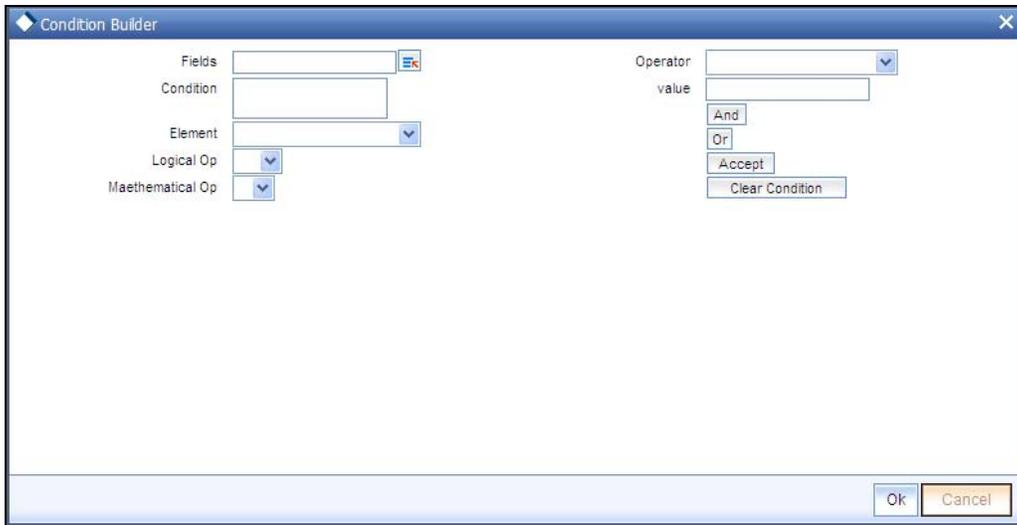 Condition Builder
Fields
Operator
Condition
value
And
Element
Or
Logical Op
Accept
Maethematical Op
Clear Condition
Ok
Cancel